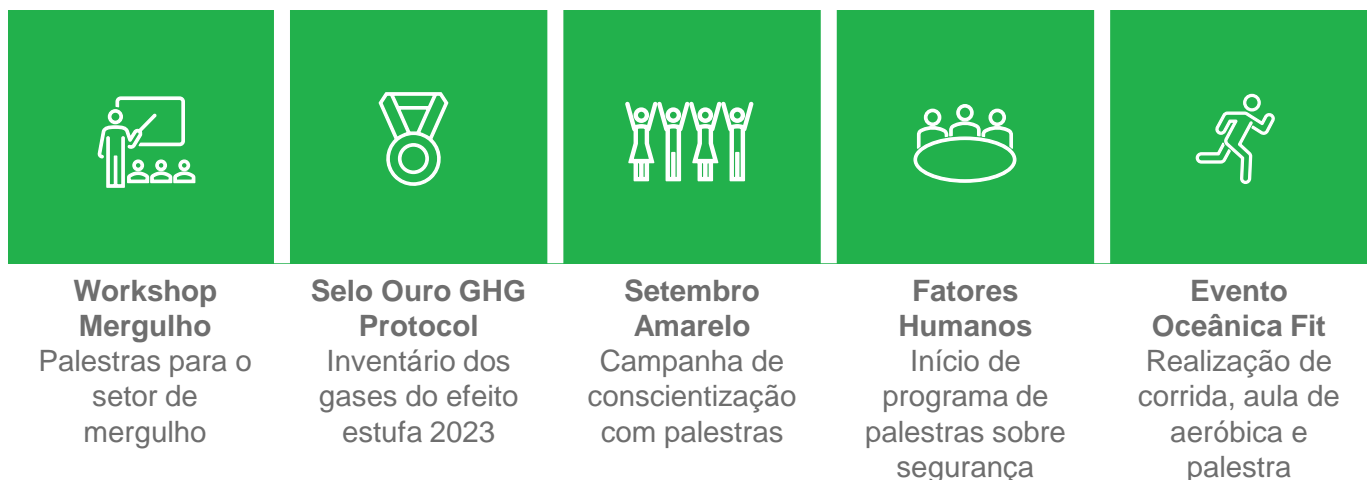 Workshop
Mergulho
Palestras para o
setor de
mergulho
Selo Ouro GHG
Protocol
Inventário dos
gases do efeito
estufa 2023
Setembro
Amarelo
Campanha de
conscientização
com palestras
Fatores
Humanos
Início de
programa de
palestras sobre
segurança
Evento
Oceânica Fit
Realização de
corrida, aula de
aeróbica e
palestra